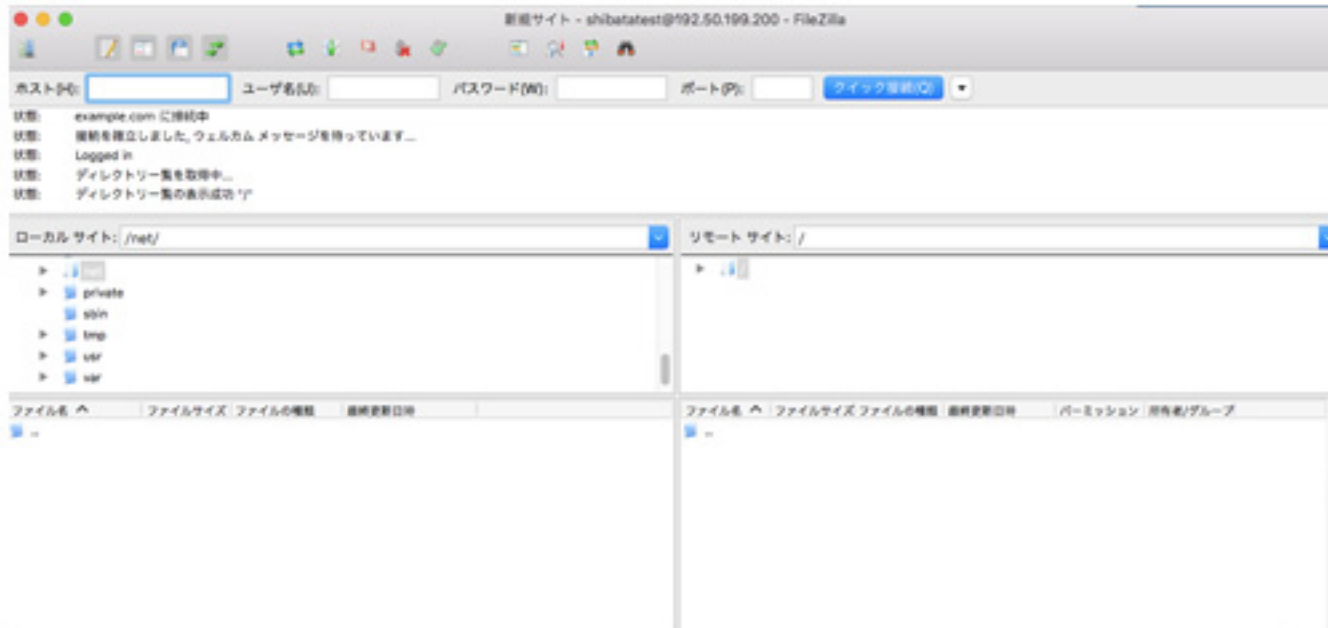 新規サイト - shibatatest@192.50.199.200 - FileZilla
ホスト(H): ユーザ名(U): パスワード(W): ポート(P): クイック接続(Q)
状態: example.com に接続中
状態: 接続を確立しました, ウェルカム メッセージを待っています...
状態: Logged in
状態: ディレクトリ一覧を取得中...
状態: ディレクトリ一覧の表示成功 "/"
ローカル サイト: /net/
リモート サイト: /
net
/
private
sbin
tmp
usr
var
ファイル名 ファイルサイズ ファイルの種類 最終更新日時
ファイル名 ファイルサイズ ファイルの種類 最終更新日時 パーミッション 所有者/グループ
..
..